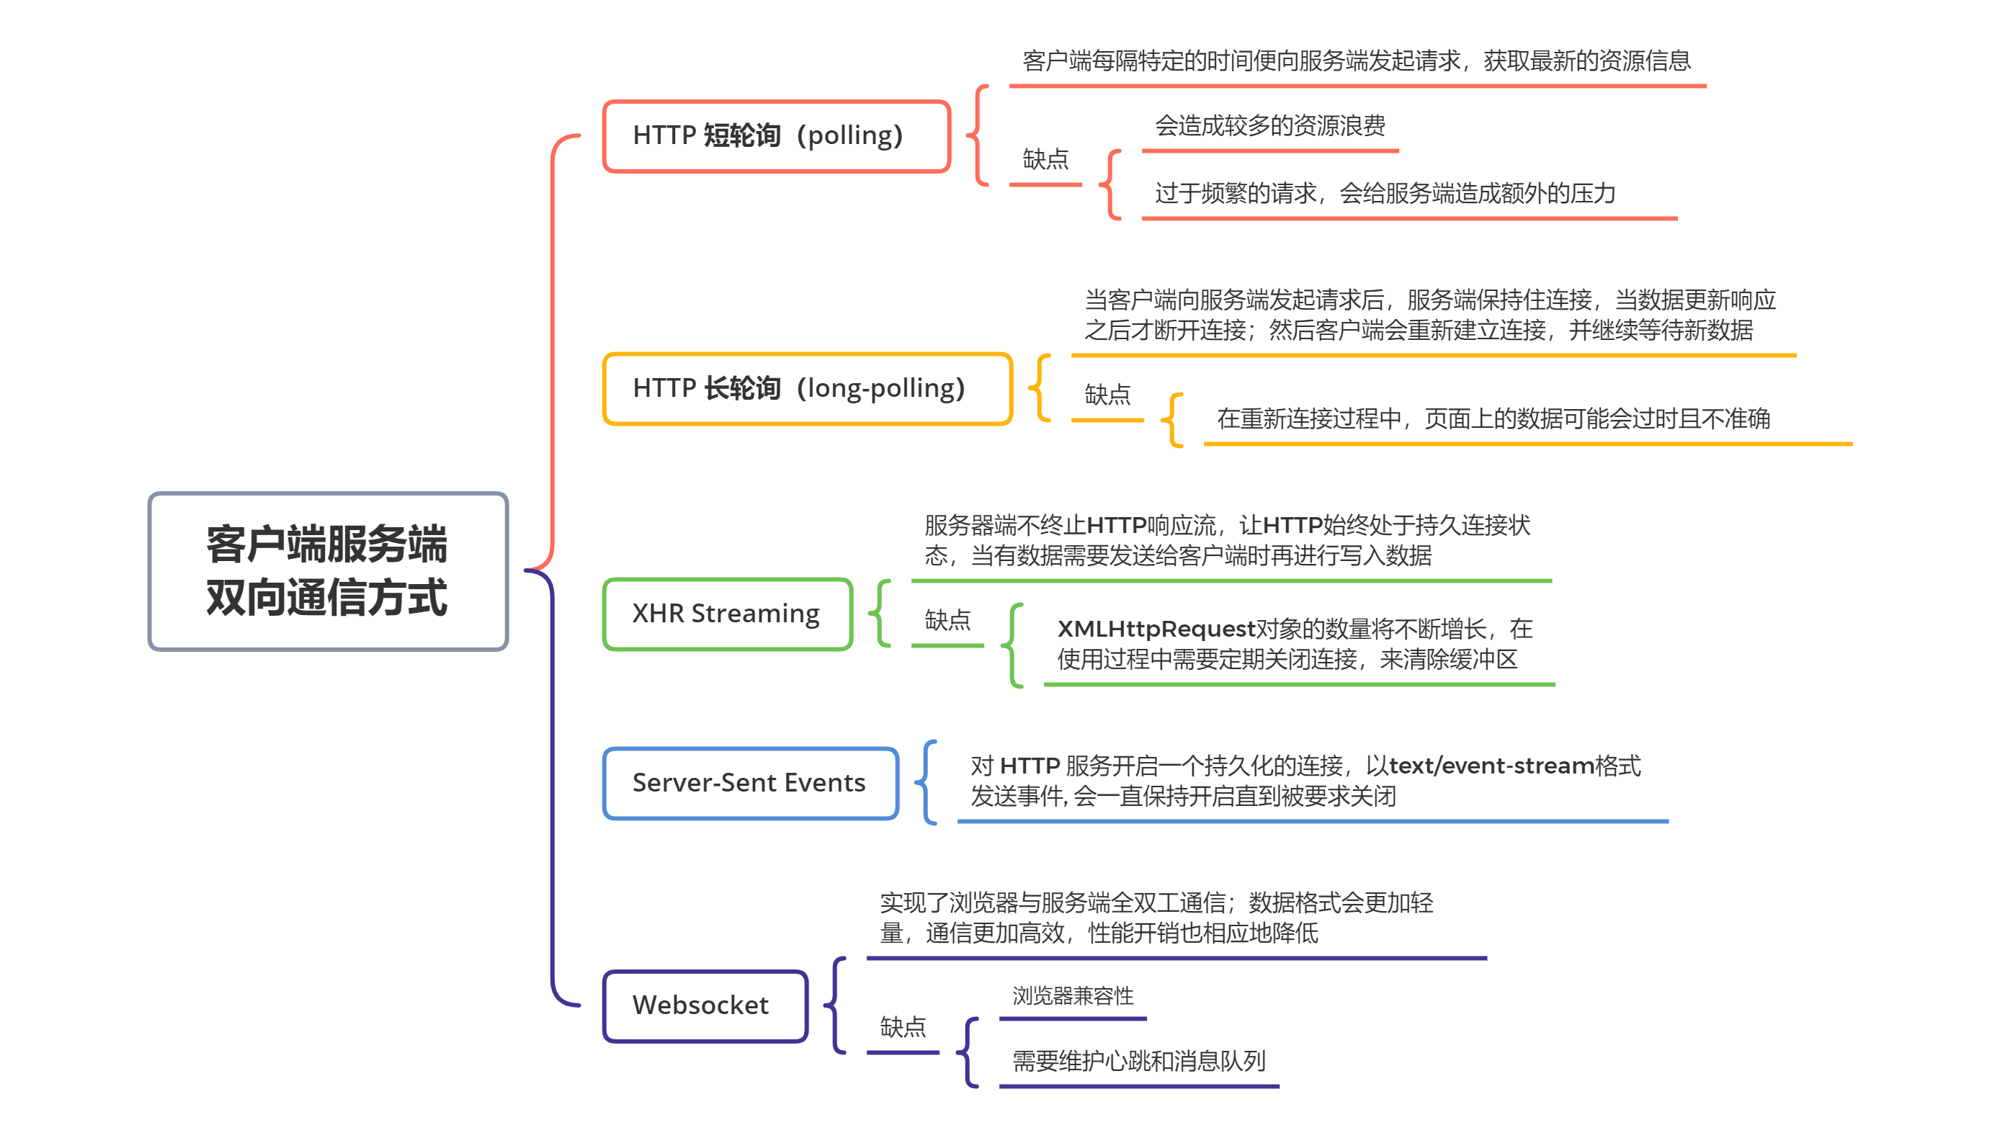 客户端服务端
双向通信方式
HTTP 短轮询（polling）
客户端每隔特定的时间便向服务端发起请求，获取最新的资源信息
缺点
会造成较多的资源浪费
过于频繁的请求，会给服务端造成额外的压力
HTTP 长轮询（long-polling）
当客户端向服务端发起请求后，服务端保持住连接，当数据更新响应
之后才断开连接；然后客户端会重新建立连接，并继续等待新数据
缺点
在重新连接过程中，页面上的数据可能会过时且不准确
XHR Streaming
服务器端不终止HTTP响应流，让HTTP始终处于持久连接状
态，当有数据需要发送给客户端时再进行写入数据
缺点
XMLHttpRequest对象的数量将不断增长，在
使用过程中需要定期关闭连接，来清除缓冲区
Server-Sent Events
对 HTTP 服务开启一个持久化的连接，以text/event-stream格式
发送事件, 会一直保持开启直到被要求关闭
Websocket
实现了浏览器与服务端全双工通信；数据格式会更加轻
量，通信更加高效，性能开销也相应地降低
缺点
浏览器兼容性
需要维护心跳和消息队列